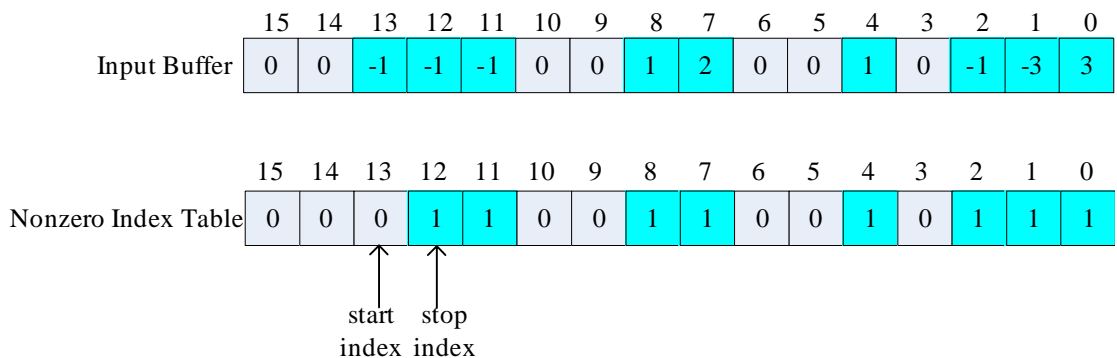 15 14 13 12 11 10 9 8 7 6 5 4 3 2 1 0
Input Buffer 0 0 -1 -1 -1 0 0 1 2 0 0 1 0 -1 -3 3
15 14 13 12 11 10 9 8 7 6 5 4 3 2 1 0
Nonzero Index Table 0 0 0 1 1 0 0 1 1 0 0 1 0 1 1 1
start stop
index index